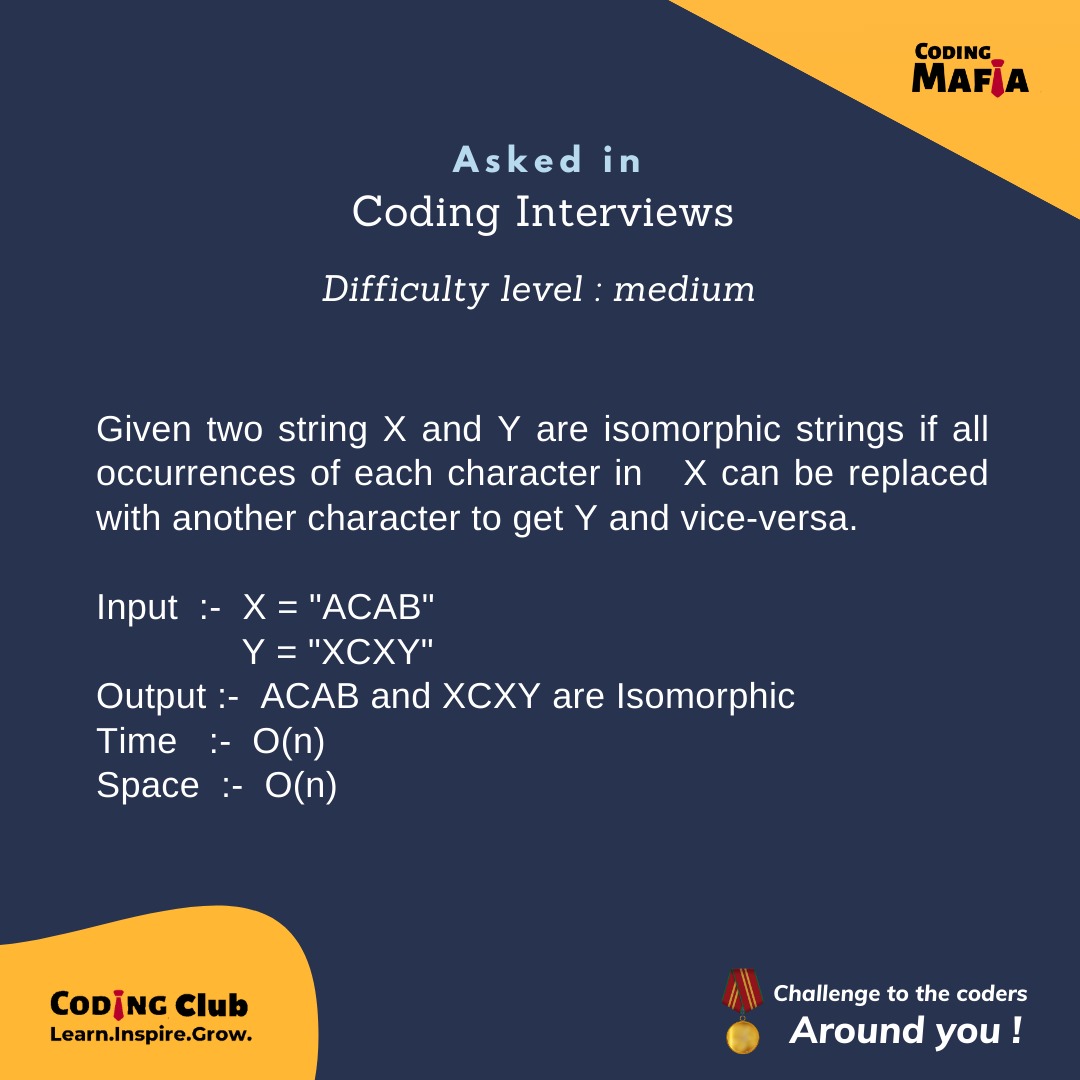 CODING
MAFIA
Asked in
Coding Interviews
Difficulty level : medium
Given two string X and Y are isomorphic strings if all
occurrences of each character in X can be replaced
with another character to get Y and vice-versa.
Input :- X = "ACAB"
Y = "XCXY"
Output :- ACAB and XCXY are Isomorphic
Time :- O(n)
Space :- O(n)
CODING Club
Learn.Inspire.Grow.
Challenge to the coders
Around you !